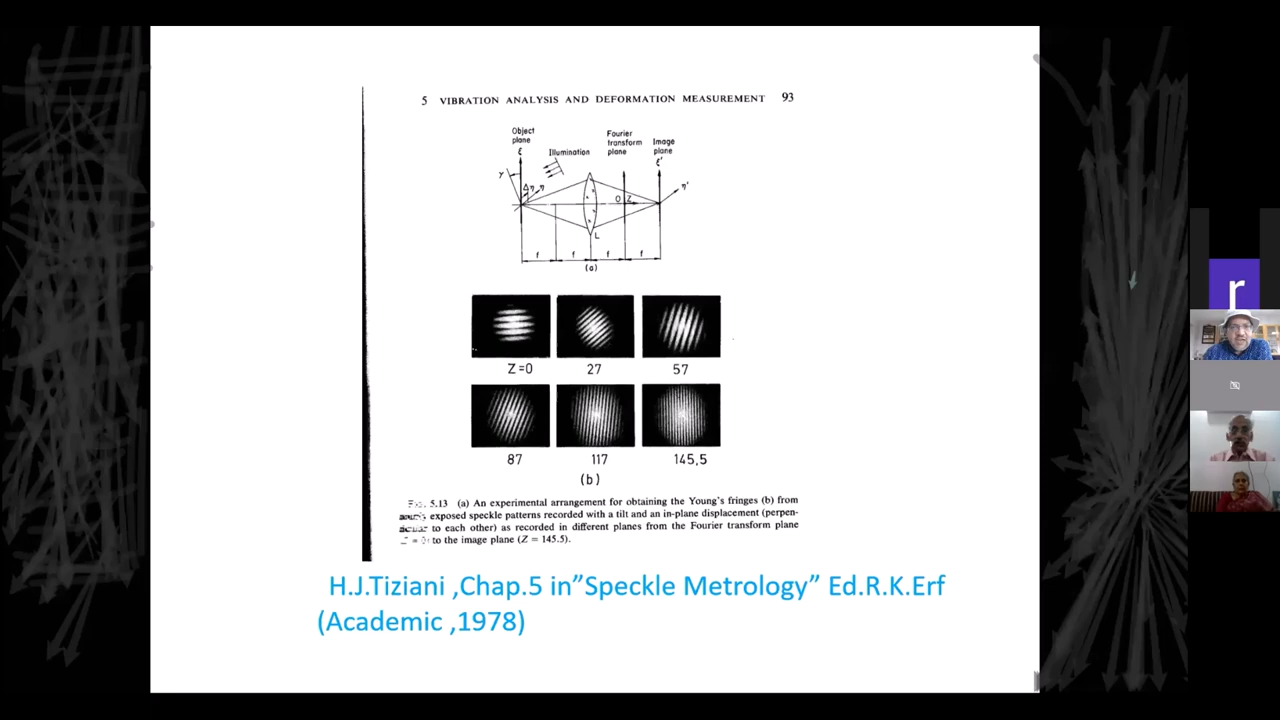 5 VIBRATION ANALYSIS AND DEFORMATION MEASUREMENT 93
Object plane
ξ
Illumination
Fourier transform plane
Image plane
ξ'
γ
Δη η
O Z
η'
L
f f f f
(a)
Z=0 27 57
87 117 145,5
(b)
5.13 (a) An experimental arrangement for obtaining the Young's fringes (b) from
exposed speckle patterns recorded with a tilt and an in-plane displacement (perpen-
to each other) as recorded in different planes from the Fourier transform plane
to the image plane (Z = 145.5).
H.J.Tiziani ,Chap.5 in”Speckle Metrology” Ed.R.K.Erf
(Academic ,1978)
r